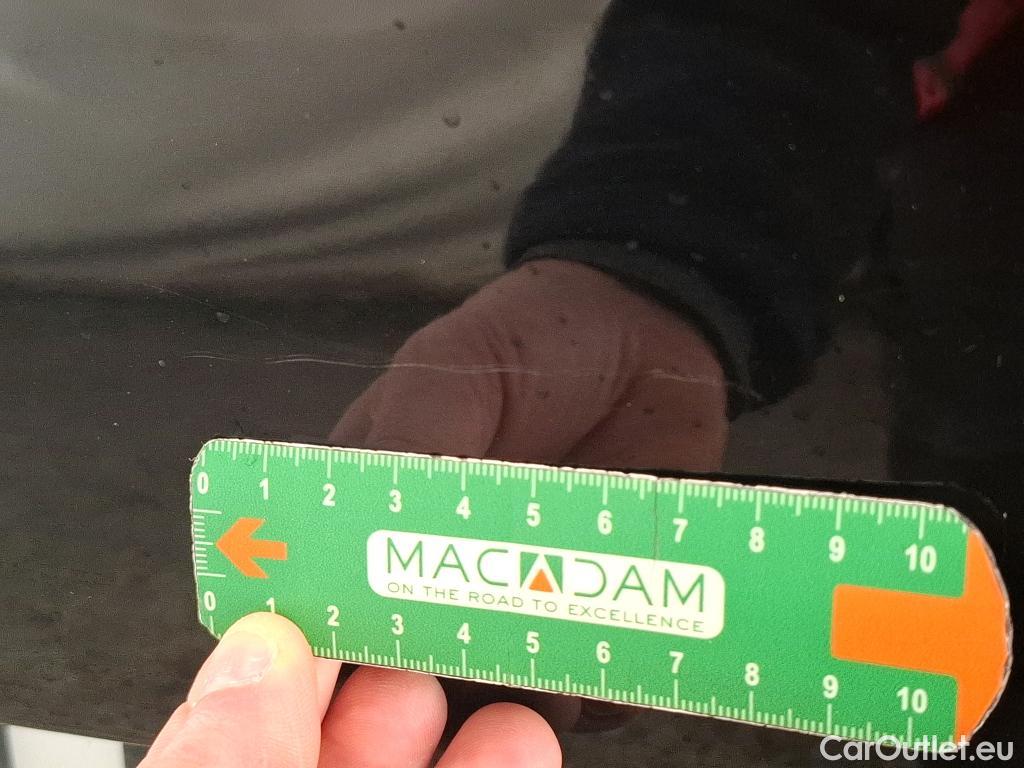 0 1 2 3 4 5 6 7 8 9 10
MACADAM
ON THE ROAD TO EXCELLENCE
0 1 2 3 4 5 6 7 8 9 10
CarOutlet.eu